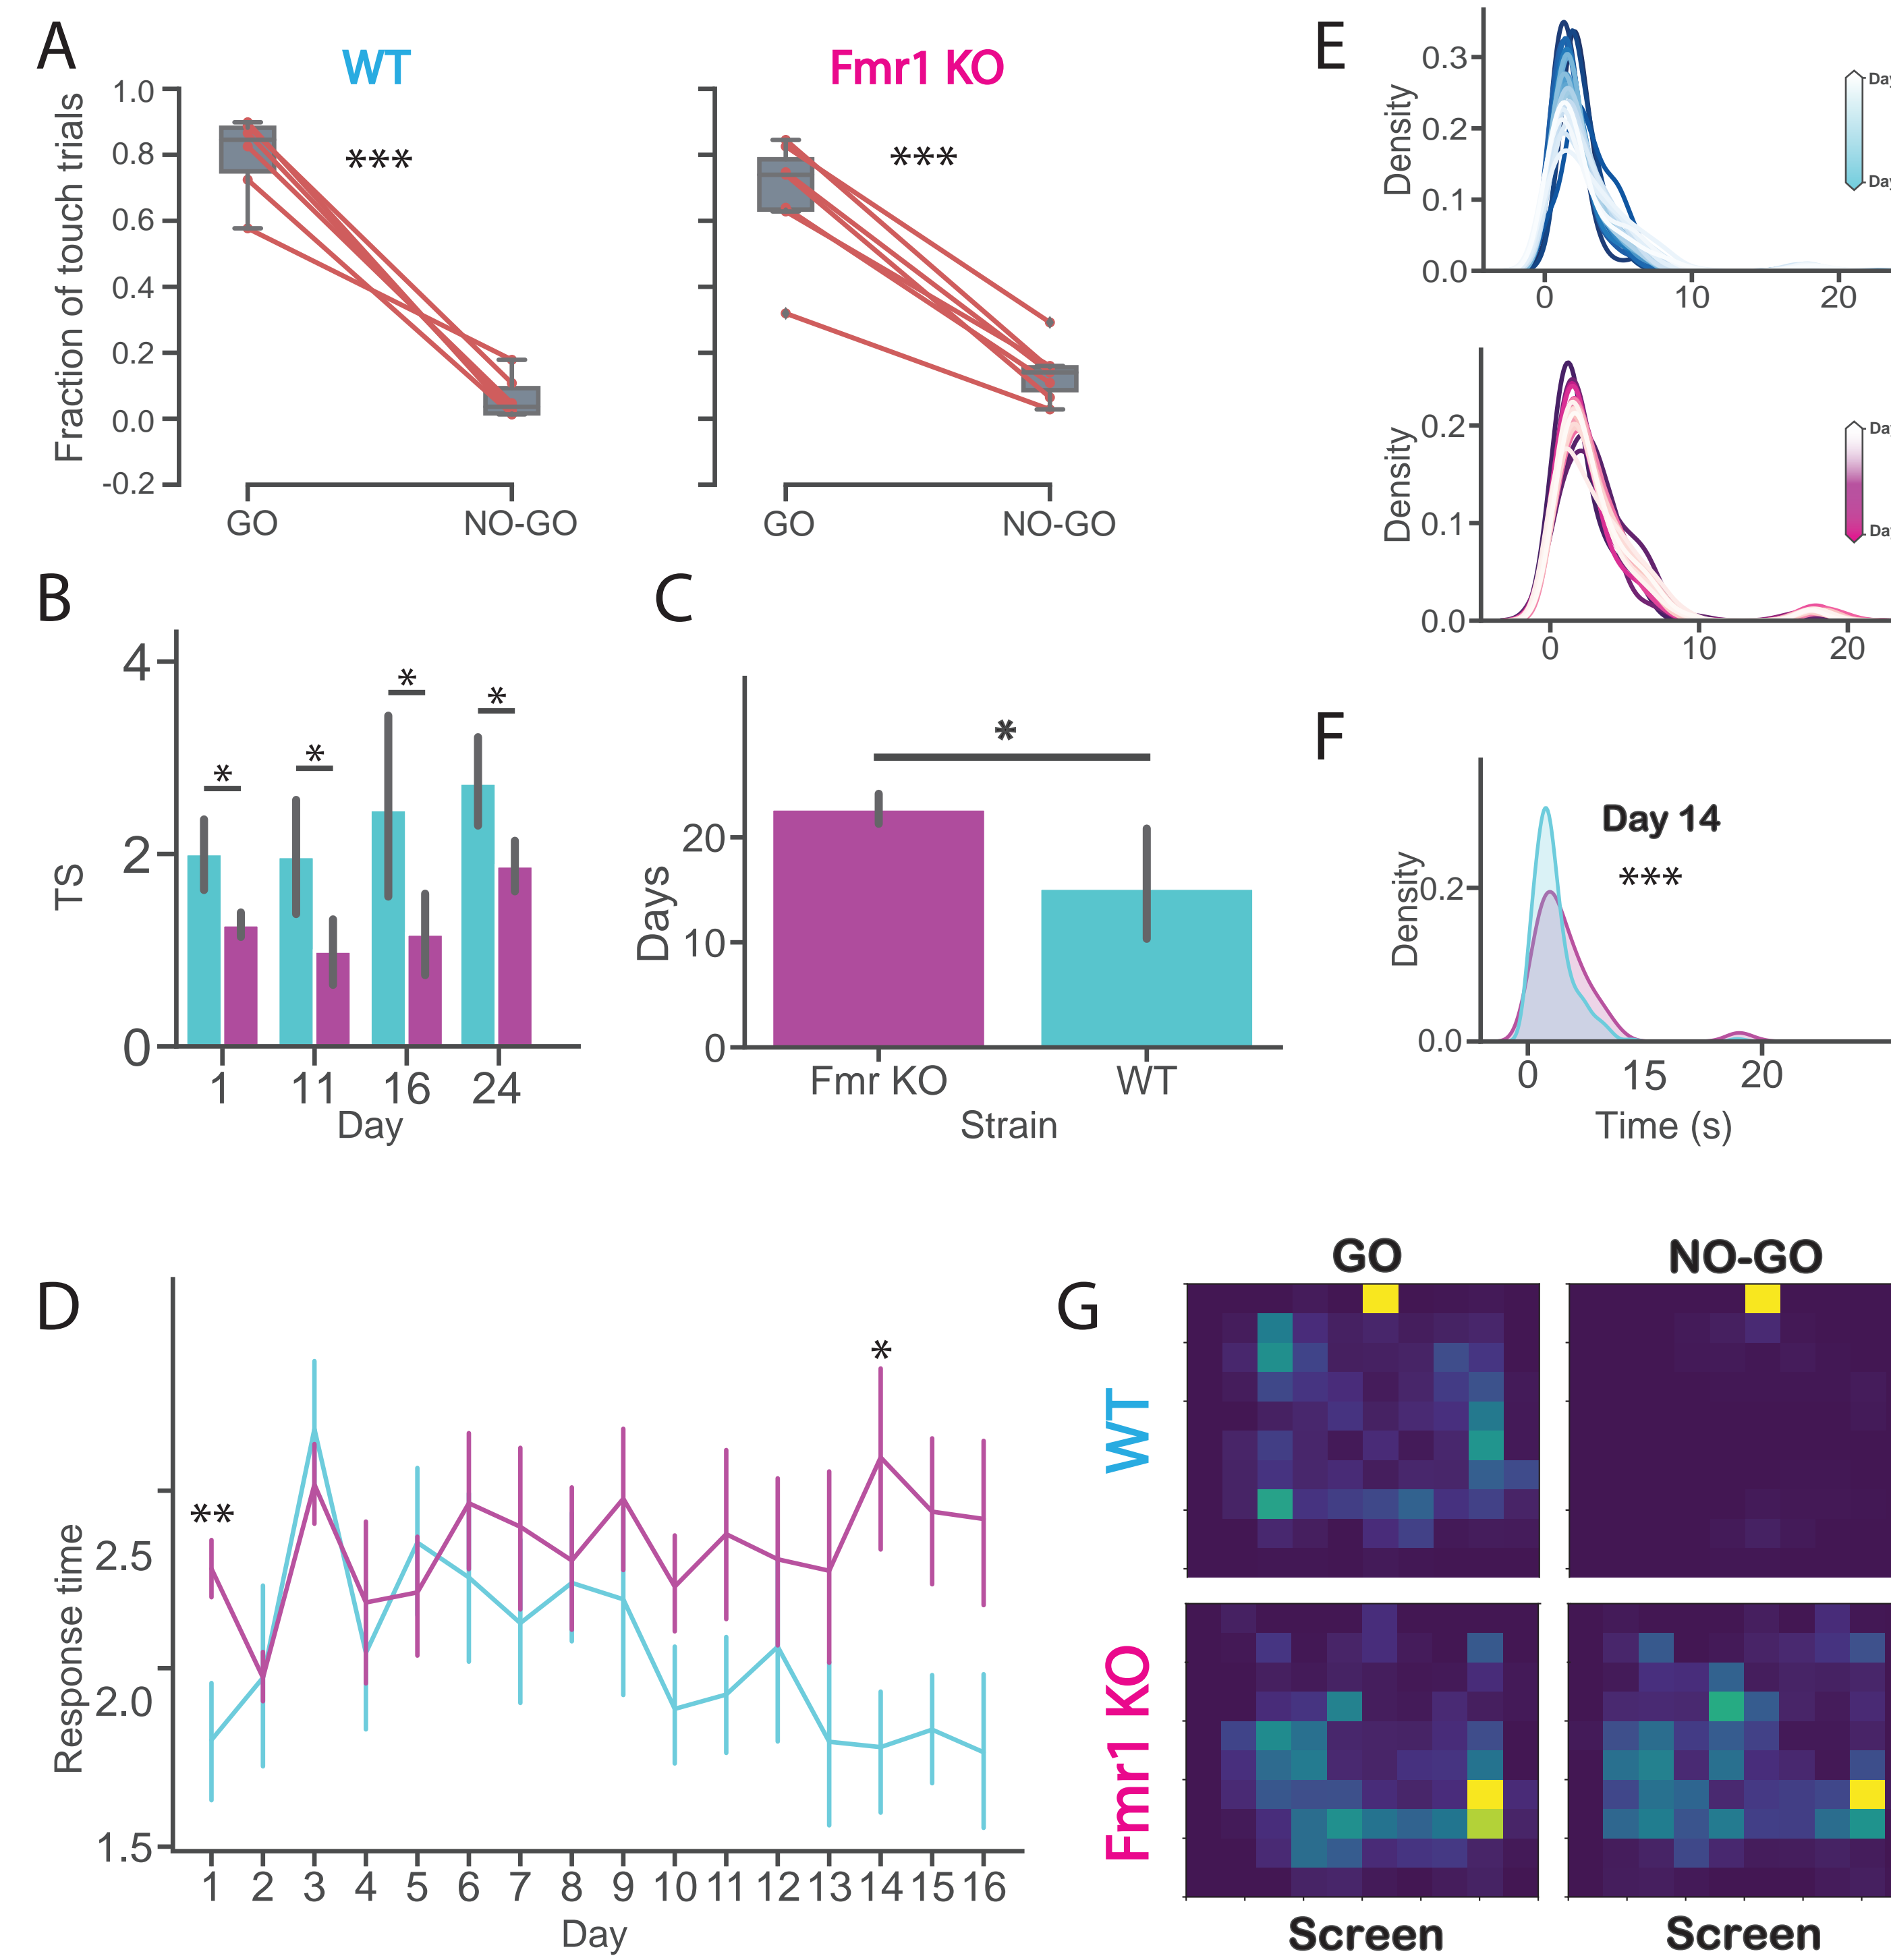 A
WT
Fmr1 KO
Fraction of touch trials
1.0
0.8
0.6
0.4
0.2
0.0
-0.2
***
***
GO
NO-GO
GO
NO-GO
B
TS
4
2
0
*
*
*
*
1
11
16
24
Day
C
Days
20
10
0
*
Fmr KO
WT
Strain
D
Response time
2.5
2.0
1.5
**
*
1
2
3
4
5
6
7
8
9
10
11
12
13
14
15
16
Day
E
Density
0.3
0.2
0.1
0.0
0
10
20
Day
Day
Density
0.2
0.1
0.0
0
10
20
Day
Day
F
Density
0.2
0.0
Day 14
***
0
15
20
Time (s)
G
GO
NO-GO
WT
Fmr1 KO
Screen
Screen